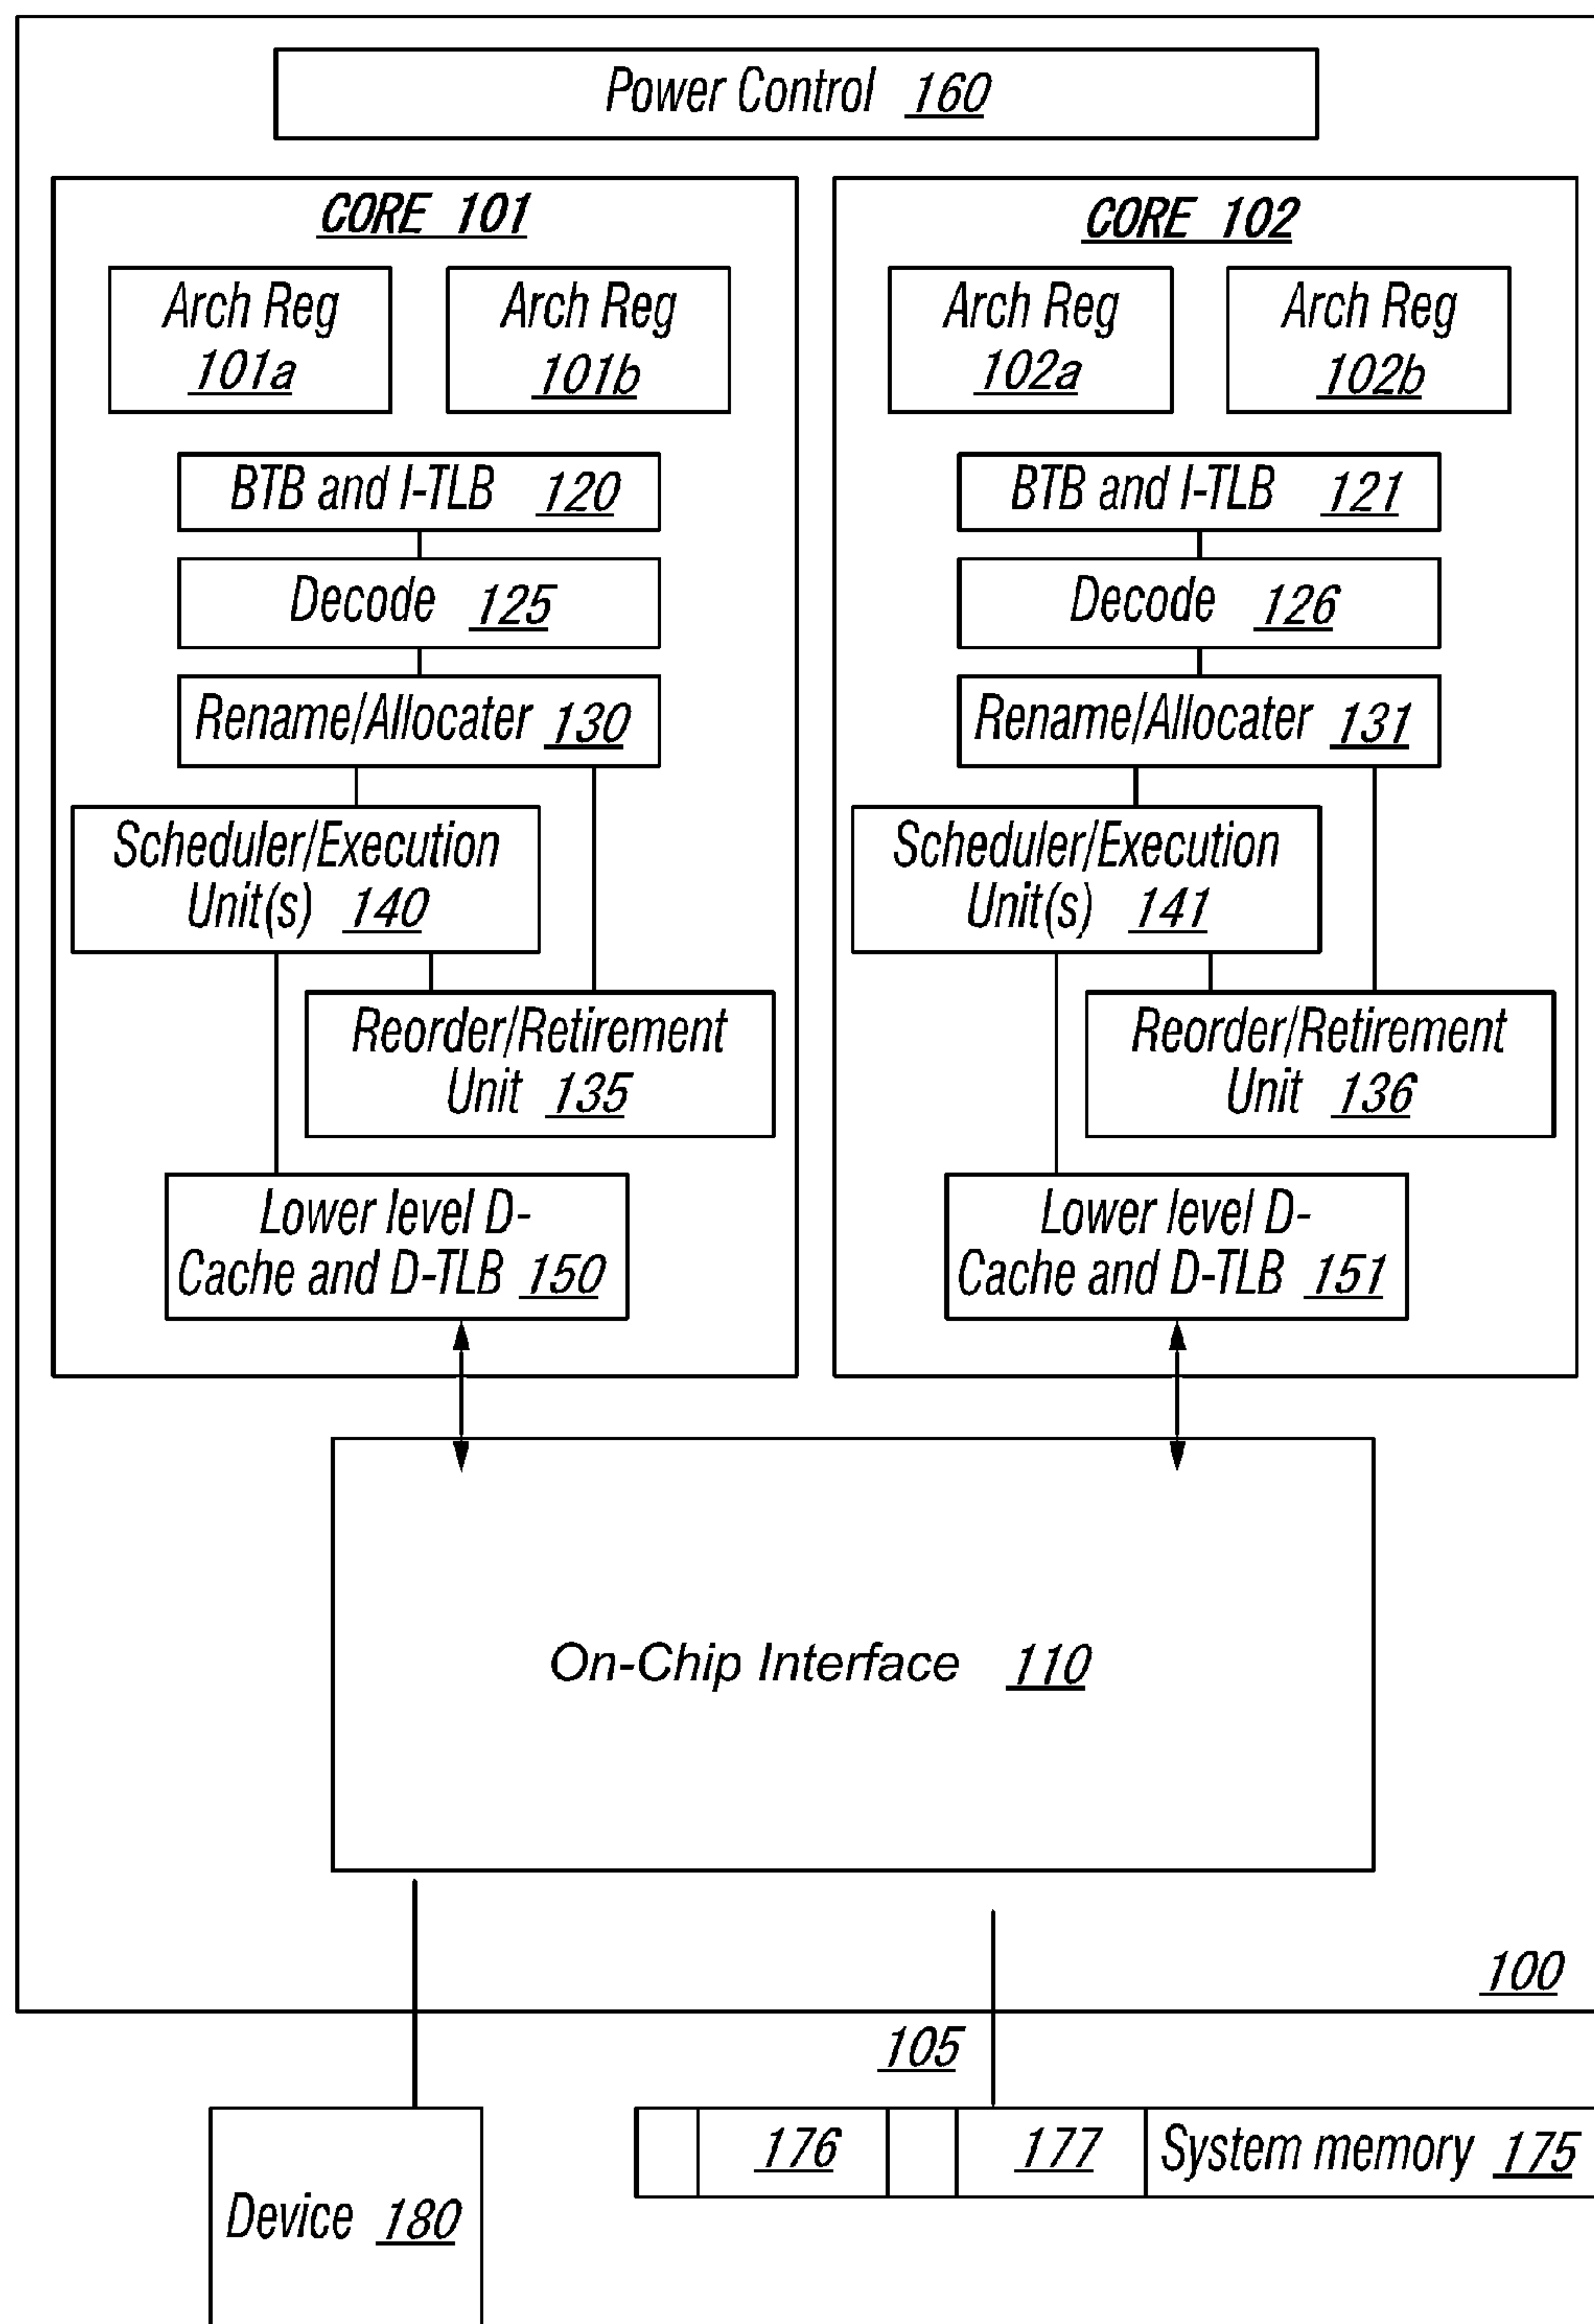 Power Control 160
CORE 101
Arch Reg
101a
Arch Reg
101b
BTB and I-TLB 120
Decode 125
Rename/Allocater 130
Scheduler/Execution
Unit(s) 140
Reorder/Retirement
Unit 135
Lower level D-
Cache and D-TLB 150
CORE 102
Arch Reg
102a
Arch Reg
102b
BTB and I-TLB 121
Decode 126
Rename/Allocater 131
Scheduler/Execution
Unit(s) 141
Reorder/Retirement
Unit 136
Lower level D-
Cache and D-TLB 151
On-Chip Interface 110
100
105
176
177
System memory 175
Device 180